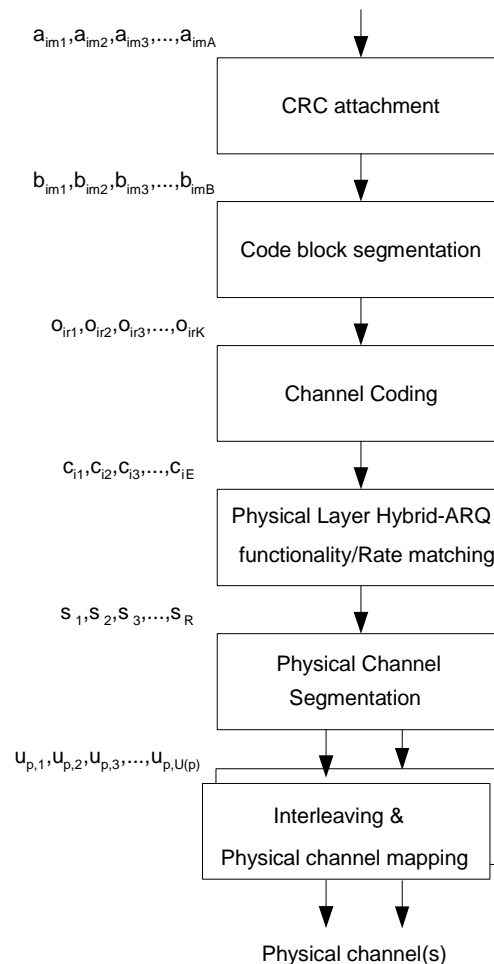 a_im1,a_im2,a_im3,...,a_imA
CRC attachment
b_im1,b_im2,b_im3,...,b_imB
Code block segmentation
o_ir1,o_ir2,o_ir3,...,o_irK
Channel Coding
c_i1,c_i2,c_i3,...,c_iE
Physical Layer Hybrid-ARQ
functionality/Rate matching
s_1,s_2,s_3,...,s_R
Physical Channel
Segmentation
u_p,1,u_p,2,u_p,3,...,u_p,U(p)
Interleaving &
Physical channel mapping
Physical channel(s)